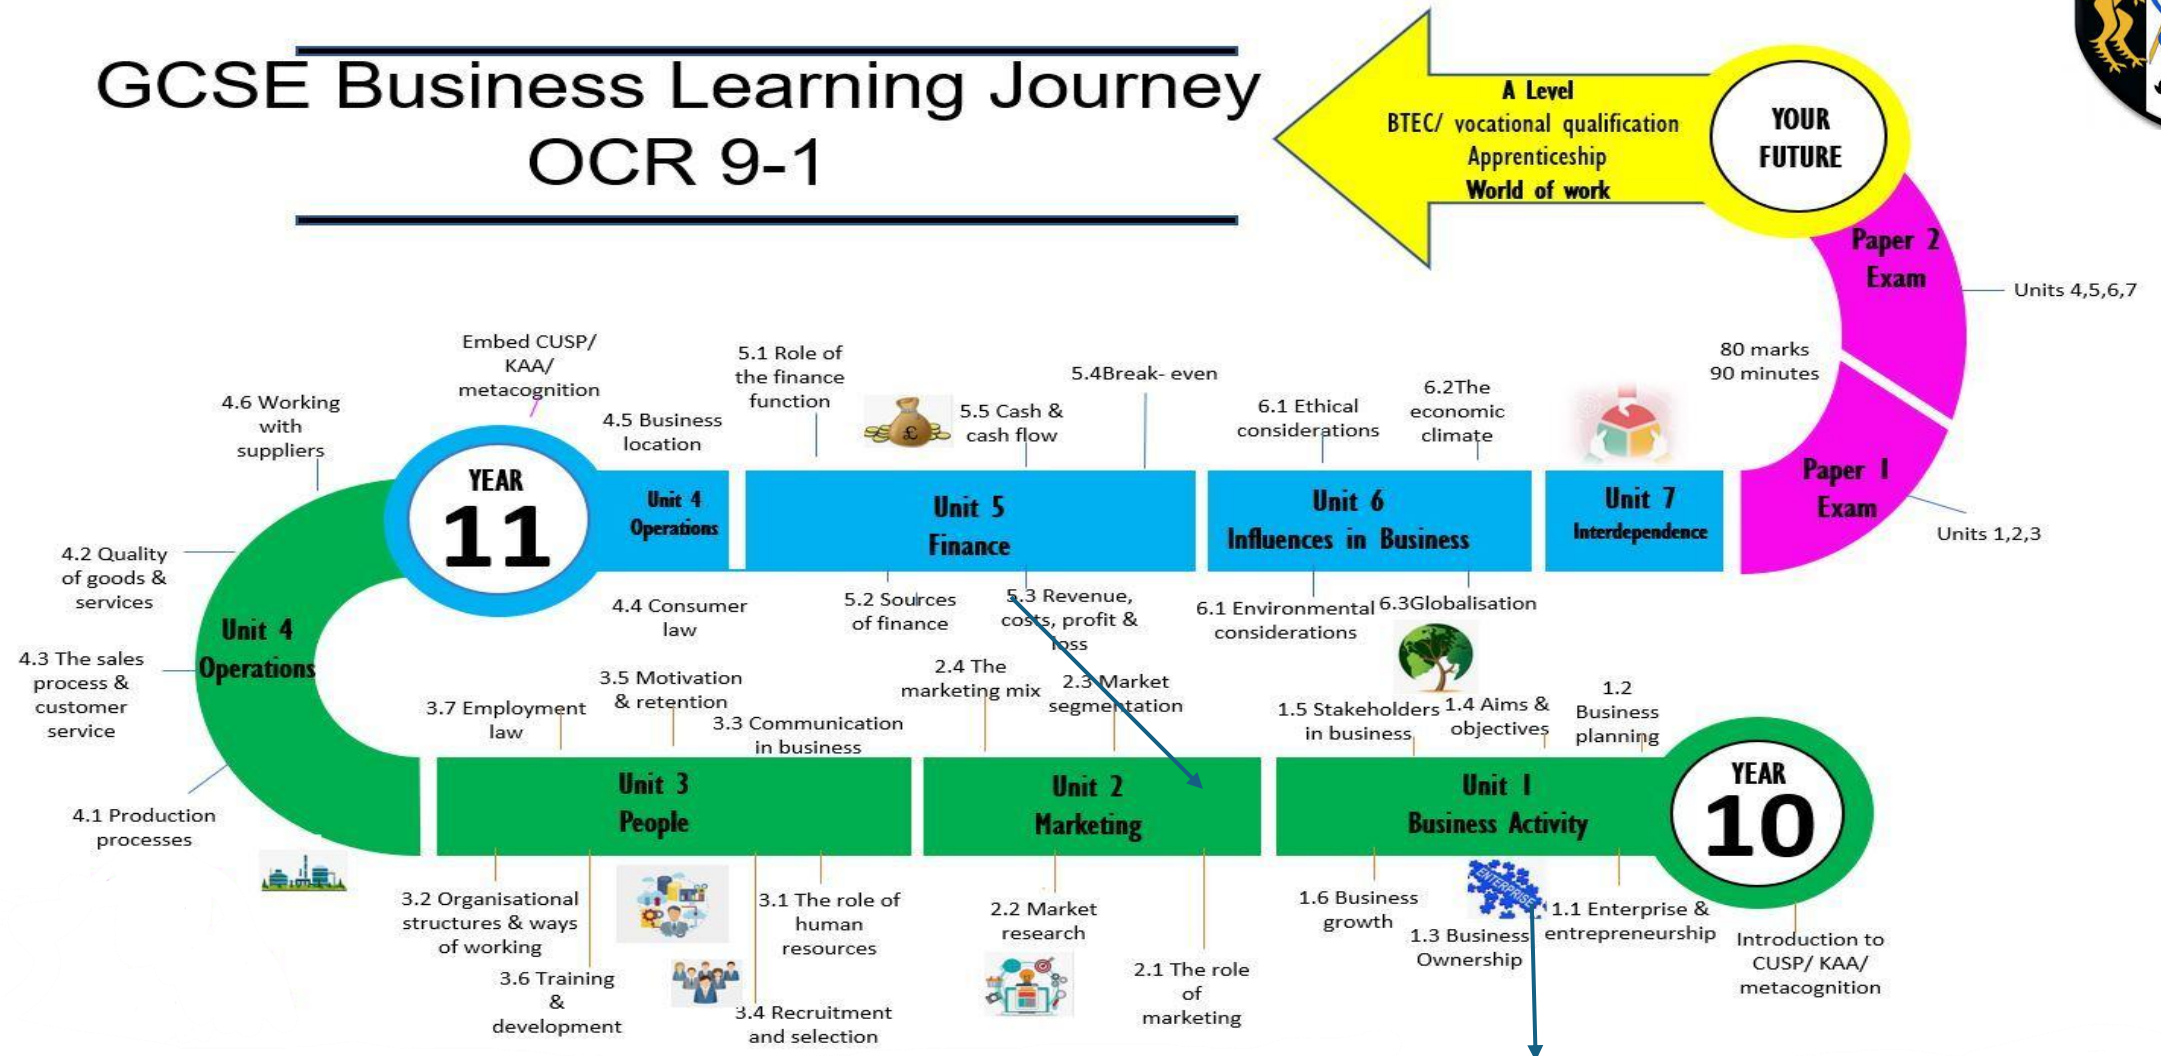 GCSE Business Learning Journey
OCR 9-1
A Level
BTEC/ vocational qualification
Apprenticeship
World of work
YOUR
FUTURE
Paper 2
Exam
Units 4,5,6,7
80 marks
90 minutes
Paper 1
Exam
Units 1,2,3
Embed CUSP/
KAA/
metacognition
4.6 Working
with
suppliers
4.5 Business
location
5.1 Role of
the finance
function
5.5 Cash &
cash flow
5.4Break- even
6.1 Ethical
considerations
6.2The
economic
climate
YEAR
11
Unit 4
Operations
Unit 5
Finance
Unit 6
Influences in Business
Unit 7
Interdependence
4.2 Quality
of goods &
services
4.3 The sales
process &
customer
service
4.1 Production
processes
Unit 4
Operations
4.4 Consumer
law
5.2 Sources
of finance
5.3 Revenue,
costs, profit &
loss
6.1 Environmental
considerations
6.3Globalisation
3.7 Employment
law
3.5 Motivation
& retention
3.3 Communication
in business
2.4 The
marketing mix
2.3 Market
segmentation
1.5 Stakeholders
in business
1.4 Aims &
objectives
1.2
Business
planning
Unit 3
People
Unit 2
Marketing
Unit 1
Business Activity
YEAR
10
3.2 Organisational
structures & ways
of working
3.6 Training
&
development
3.1 The role of
human
resources
3.4 Recruitment
and selection
2.2 Market
research
2.1 The role
of
marketing
1.6 Business
growth
ENTERPRISE
1.3 Business
Ownership
1.1 Enterprise &
entrepreneurship
Introduction to
CUSP/ KAA/
metacognition